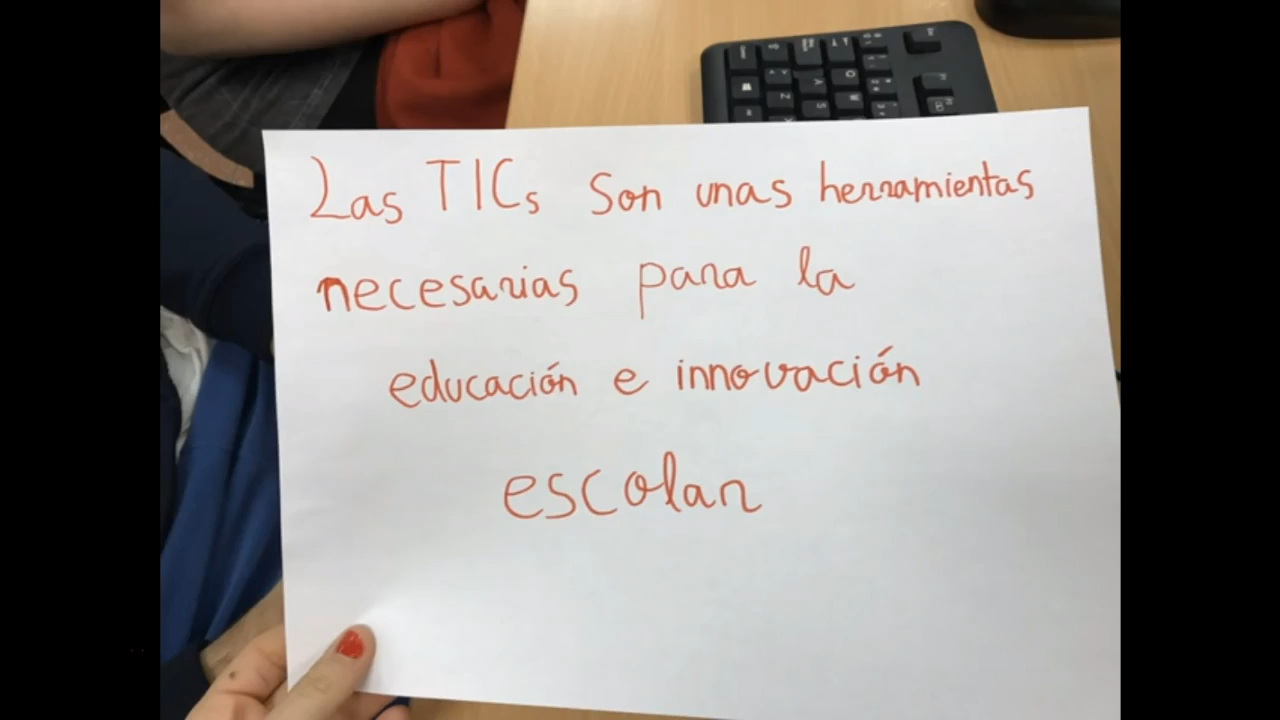 Las TICs son unas herramientas
necesarias para la
educación e innovación
escolar